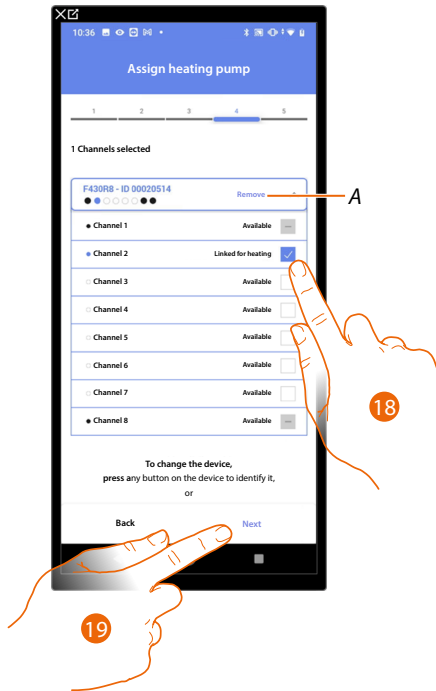 10:36
Assign heating pump
1 2 3 4 5
1 Channels selected
F430R8 - ID 00020514
Remove
A
Channel 1 Available
Channel 2 Linked for heating
Channel 3 Available
Channel 4 Available
Channel 5 Available
Channel 6 Available
Channel 7 Available
Channel 8 Available
18
To change the device,
press any button on the device to identify it,
or
Back Next
19